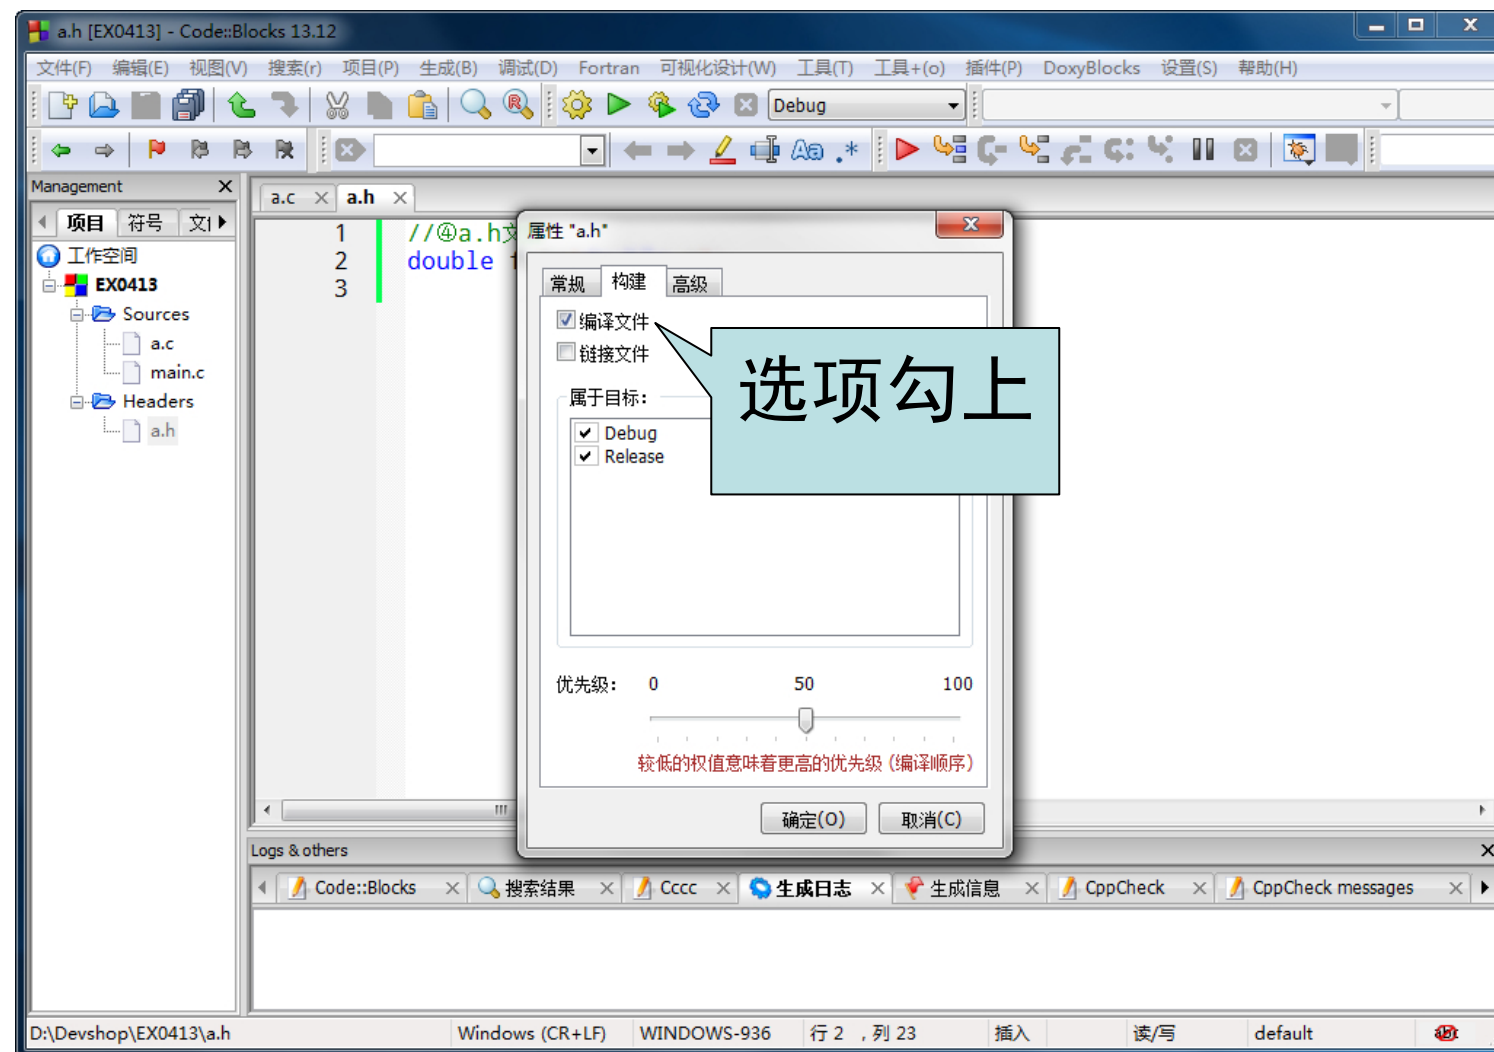 a.h [EX0413] - Code::Blocks 13.12
文件(F) 编辑(E) 视图(V) 搜索(r) 项目(P) 生成(B) 调试(D) Fortran 可视化设计(W) 工具(T) 工具+(o) 插件(P) DoxyBlocks 设置(S) 帮助(H)
Debug
Management
a.c a.h
项目 符号
工作空间
EX0413
Sources
a.c
main.c
Headers
a.h
1 //④a.h文
2 double
3
属性 "a.h"
常规 构建 高级
编译文件
链接文件
选项勾上
属于目标:
Debug
Release
优先级: 0 50 100
较低的权值意味着更高的优先级 (编译顺序)
确定(O) 取消(C)
Logs & others
Code::Blocks 搜索结果 Cccc 生成日志 生成信息 CppCheck CppCheck messages
D:\Devshop\EX0413\a.h Windows (CR+LF) WINDOWS-936 行 2 , 列 23 插入 读/写 default